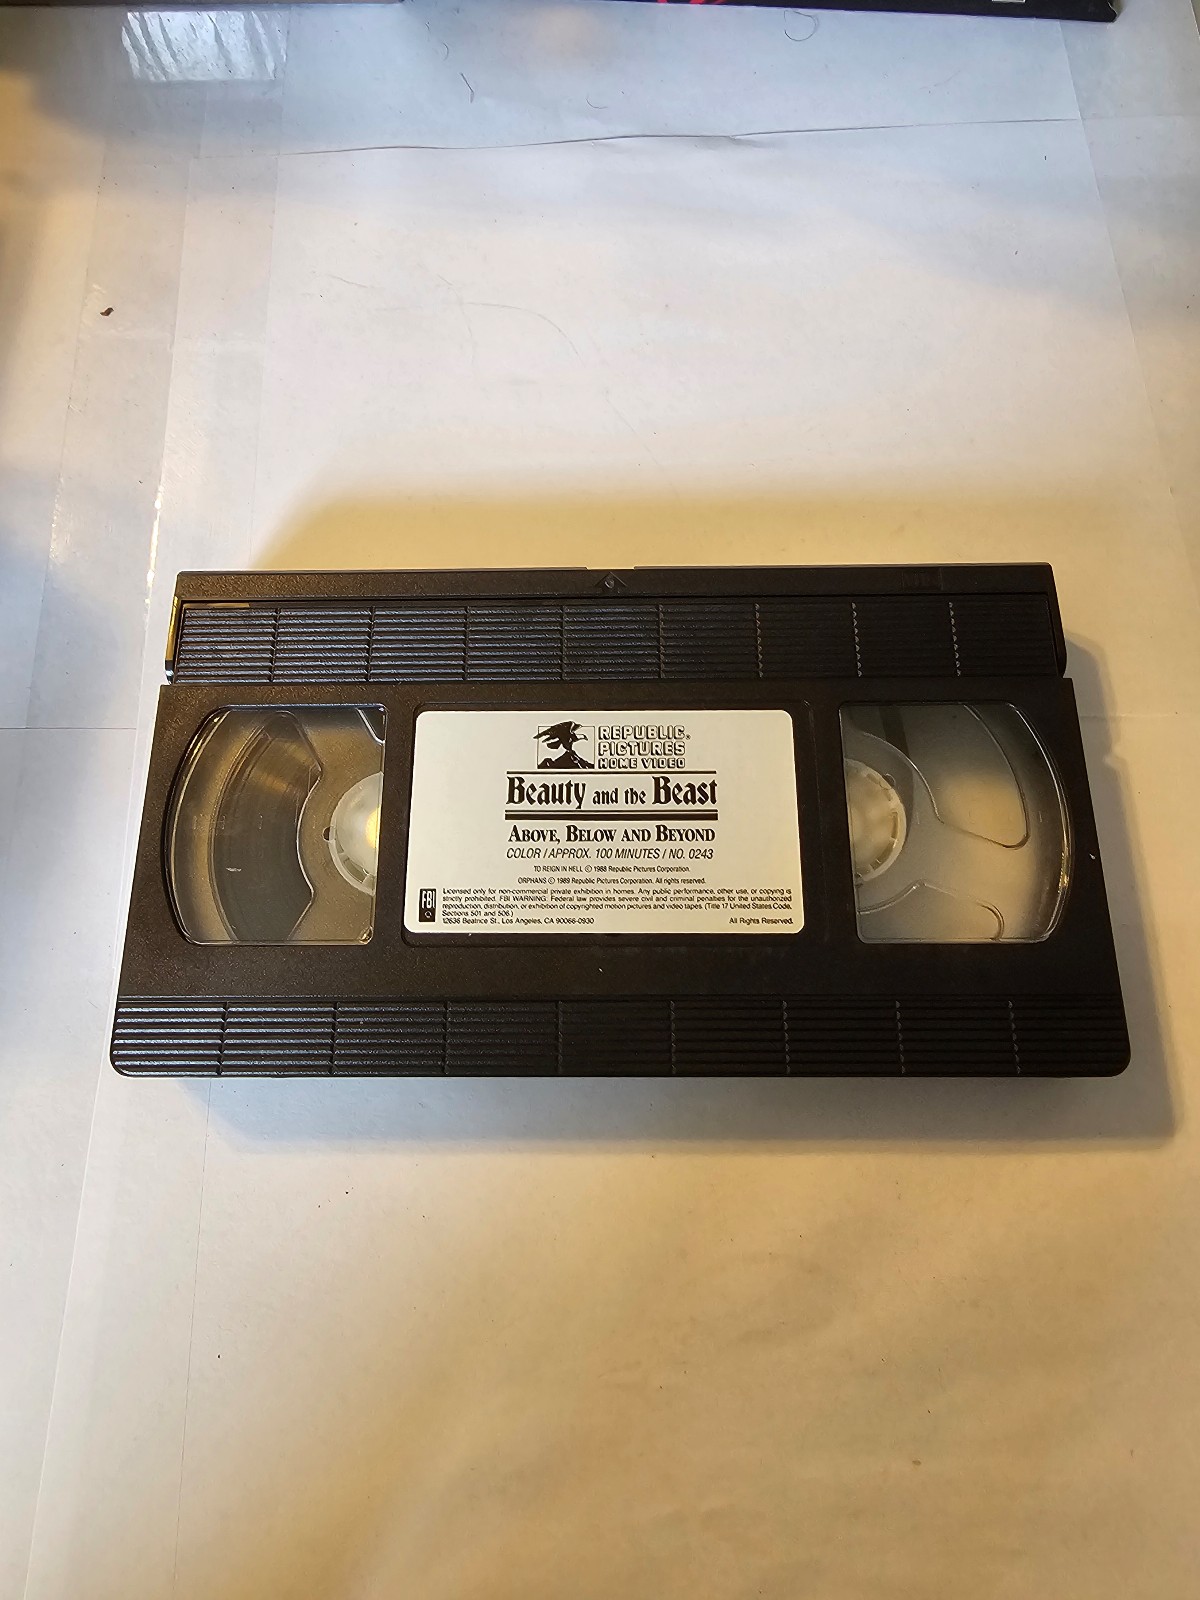 REPUBLIC®
PICTURES
HOME VIDEO
Beauty and the Beast
ABOVE, BELOW AND BEYOND
COLOR / APPROX. 100 MINUTES / NO. 0243
TO REIGN IN HELL © 1988 Republic Pictures Corporation.
ORPHANS © 1989 Republic Pictures Corporation. All rights reserved.
FBI
Licensed only for non-commercial private exhibition in homes. Any public performance, other use, or copying is
strictly prohibited. FBI WARNING: Federal law provides severe civil and criminal penalties for the unauthorized
reproduction, distribution, or exhibition of copyrighted motion pictures and video tapes. (Title 17 United States Code,
Sections 501 and 506.)
12636 Beatrice St., Los Angeles, CA 90066-0930 All Rights Reserved.